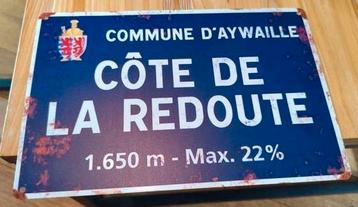 COMMUNE D'AYWAILLE
CÔTE DE
LA REDOUTE
1.650 m - Max. 22%